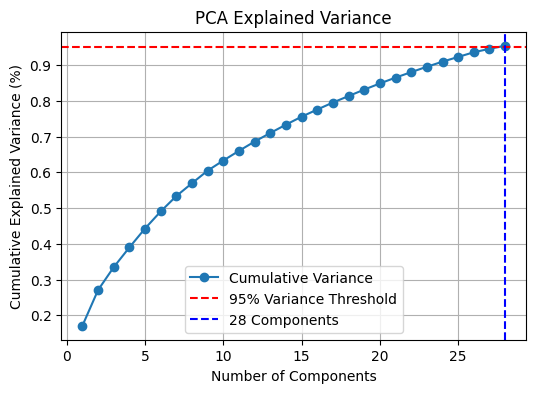 PCA Explained Variance
Cumulative Explained Variance (%)
0.9
0.8
0.7
0.6
0.5
0.4
0.3
0.2
Cumulative Variance
95% Variance Threshold
28 Components
0 5 10 15 20 25
Number of Components